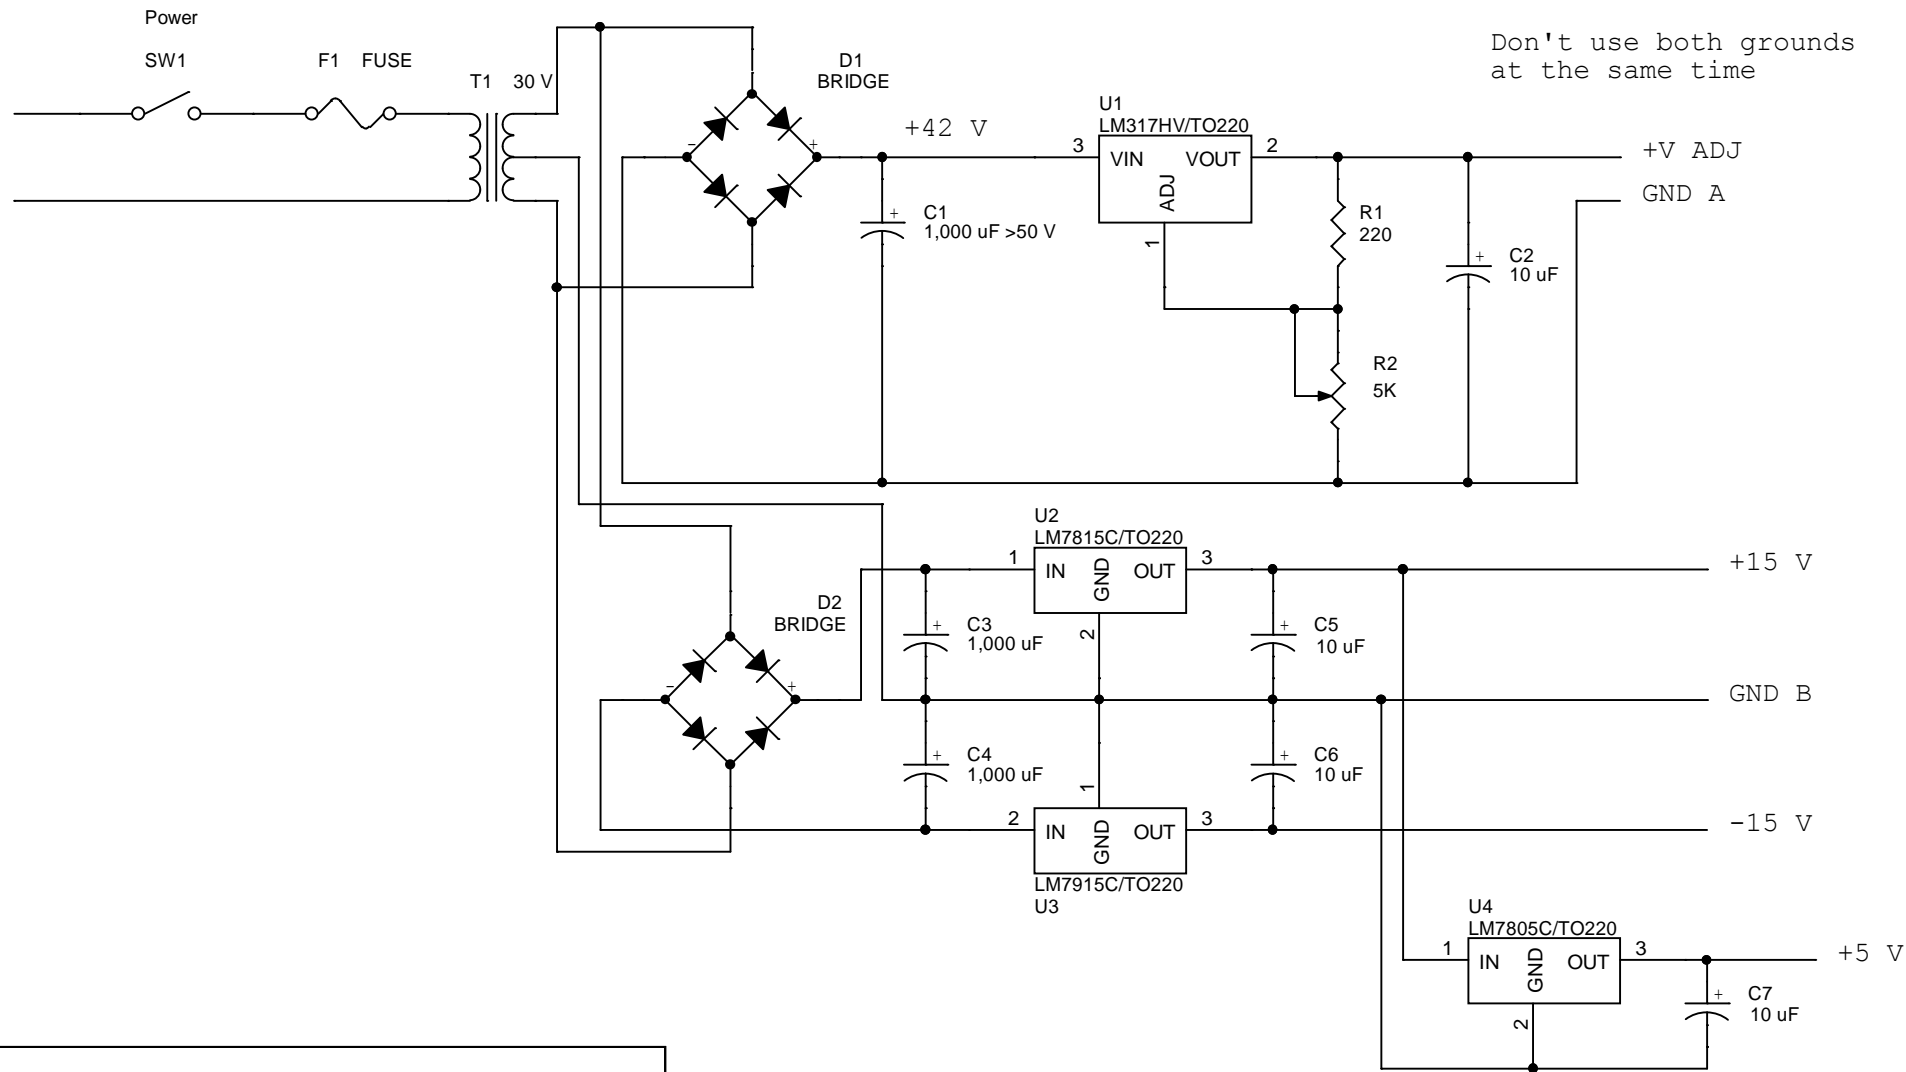 Power
SW1
F1 FUSE
T1 30 V
D1
BRIDGE
Don't use both grounds
at the same time
- +
+42 V
U1
LM317HV/TO220
3 VIN VOUT 2
ADJ
1
+V ADJ
GND A
+
C1
1,000 uF >50 V
R1
220
+
C2
10 uF
R2
5K
U2
LM7815C/TO220
1 IN GND OUT 3
2
+15 V
D2
BRIDGE
- +
+
C3
1,000 uF
+
C5
10 uF
GND B
+
C4
1,000 uF
+
C6
10 uF
1
2 IN GND OUT 3
LM7915C/TO220
U3
-15 V
U4
LM7805C/TO220
1 IN GND OUT 3
2
+5 V
+
C7
10 uF